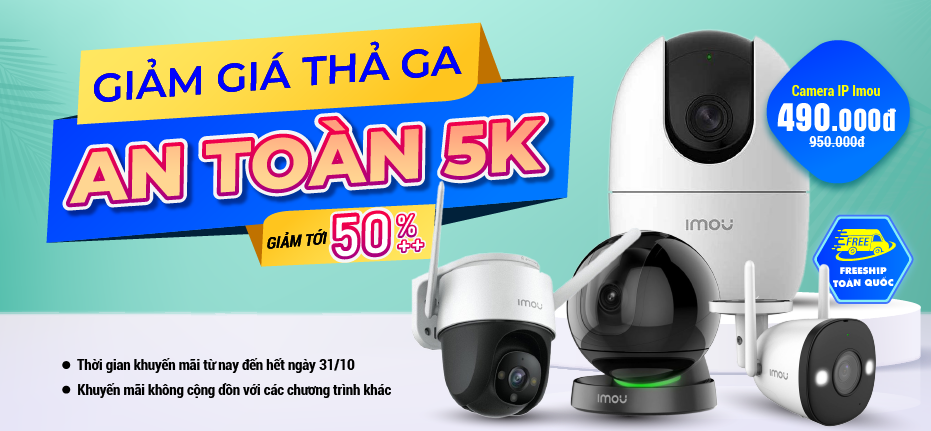 GIẢM GIÁ THẢ GA
AN TOÀN 5K
GIẢM TỚI 50%++
Camera IP Imou
490.000đ
950.000đ
FREE
FREESHIP
TOÀN QUỐC
imou
imou
imou
imou
Thời gian khuyến mãi từ nay đến hết ngày 31/10
Khuyến mãi không cộng dồn với các chương trình khác